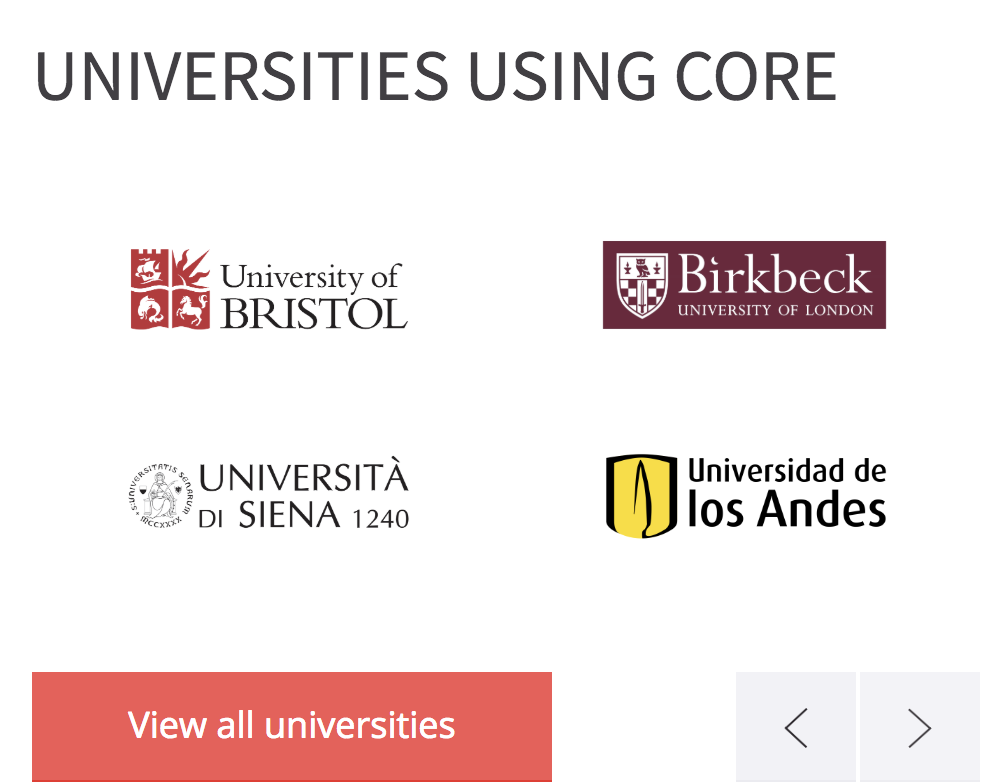 UNIVERSITIES USING CORE
University of
BRISTOL
Birkbeck
UNIVERSITY OF LONDON
UNIVERSITÀ
DI SIENA 1240
S·UNIVERSITATIS SENARUM
MCCXXXX
Universidad de
los Andes
View all universities